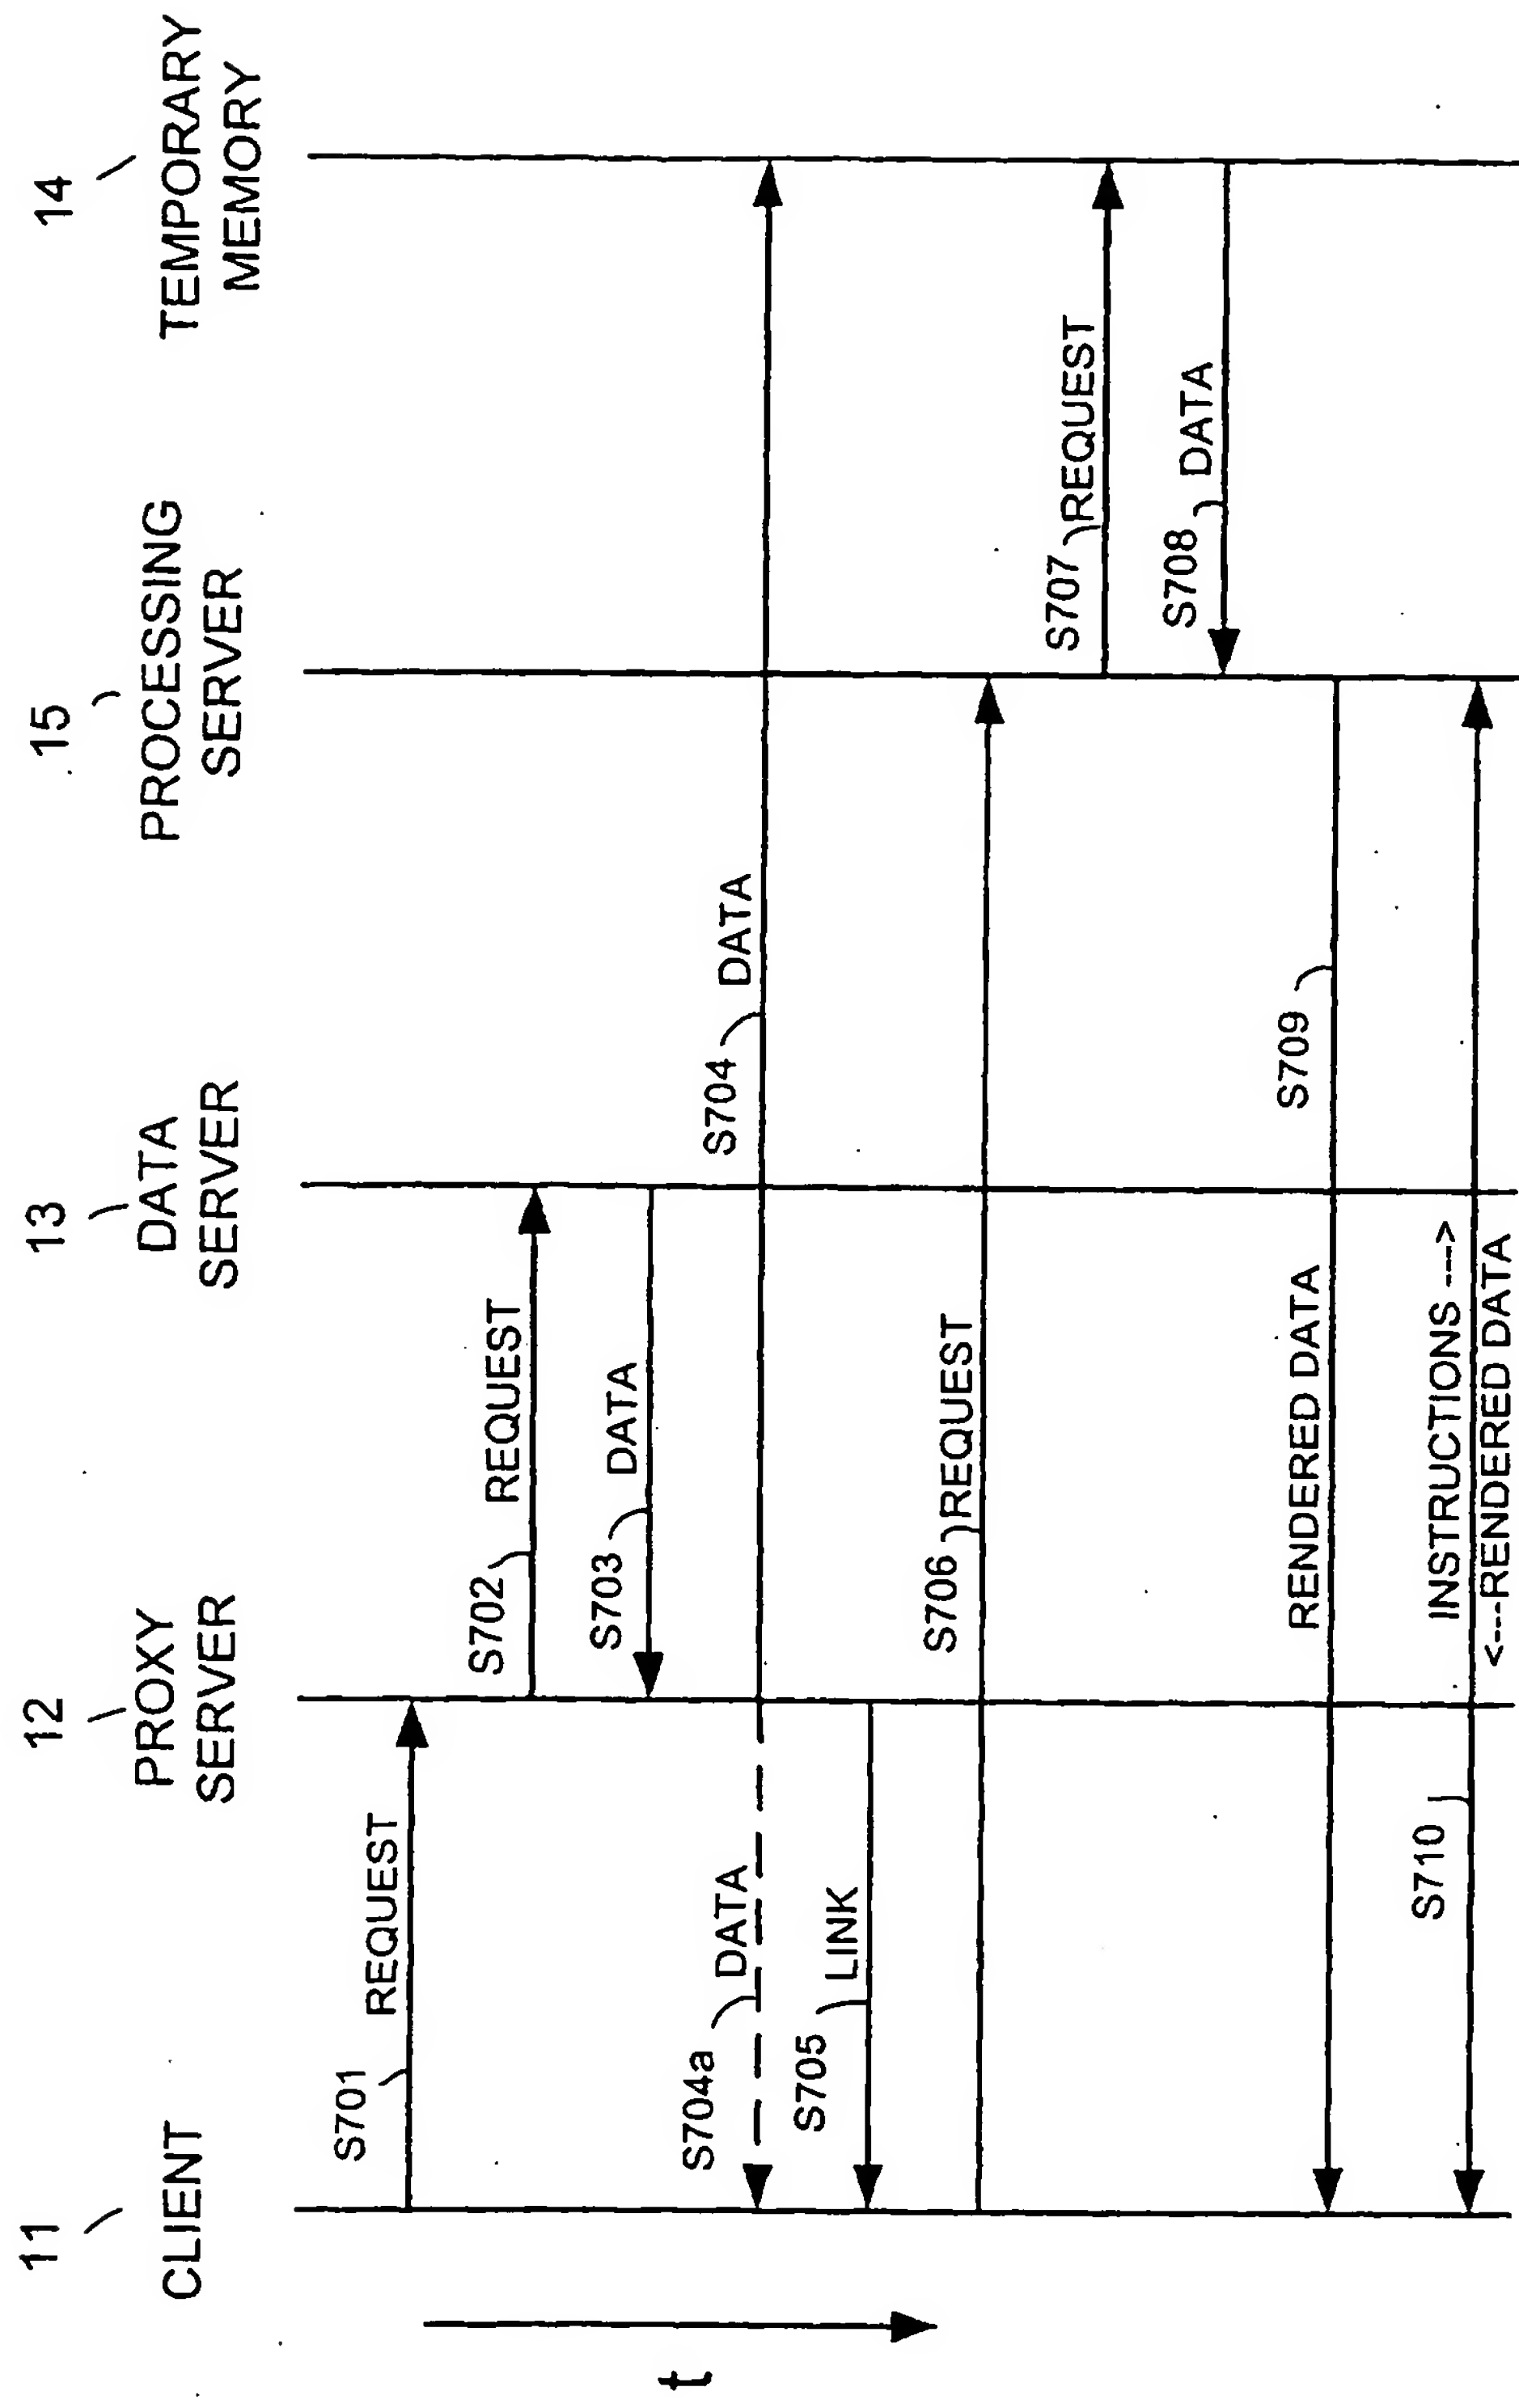 11
CLIENT
12
PROXY
SERVER
13
DATA
SERVER
15
PROCESSING
SERVER
14
TEMPORARY
MEMORY
t
S701 REQUEST
S702 REQUEST
S703 DATA
S704a DATA
S704 DATA
S705 LINK
S706 REQUEST
S707 REQUEST
S708 DATA
RENDERED DATA S709
S710
INSTRUCTIONS --->
<---RENDERED DATA